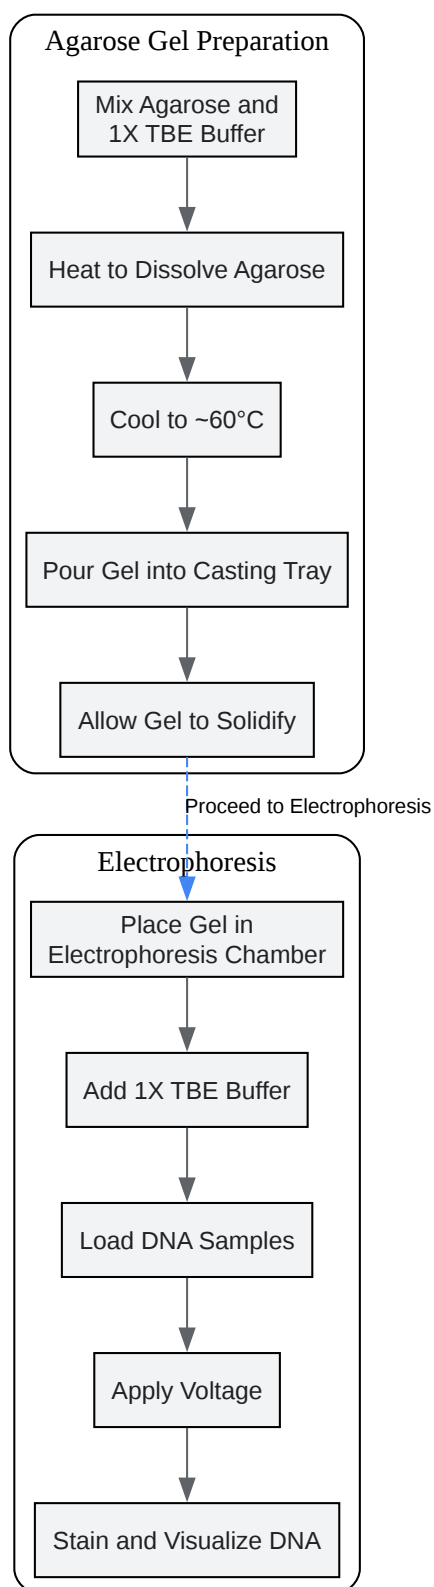 Agarose Gel Preparation
Mix Agarose and
1X TBE Buffer
Heat to Dissolve Agarose
Cool to ~60°C
Pour Gel into Casting Tray
Allow Gel to Solidify
Proceed to Electrophoresis
Electrophoresis
Place Gel in
Electrophoresis Chamber
Add 1X TBE Buffer
Load DNA Samples
Apply Voltage
Stain and Visualize DNA